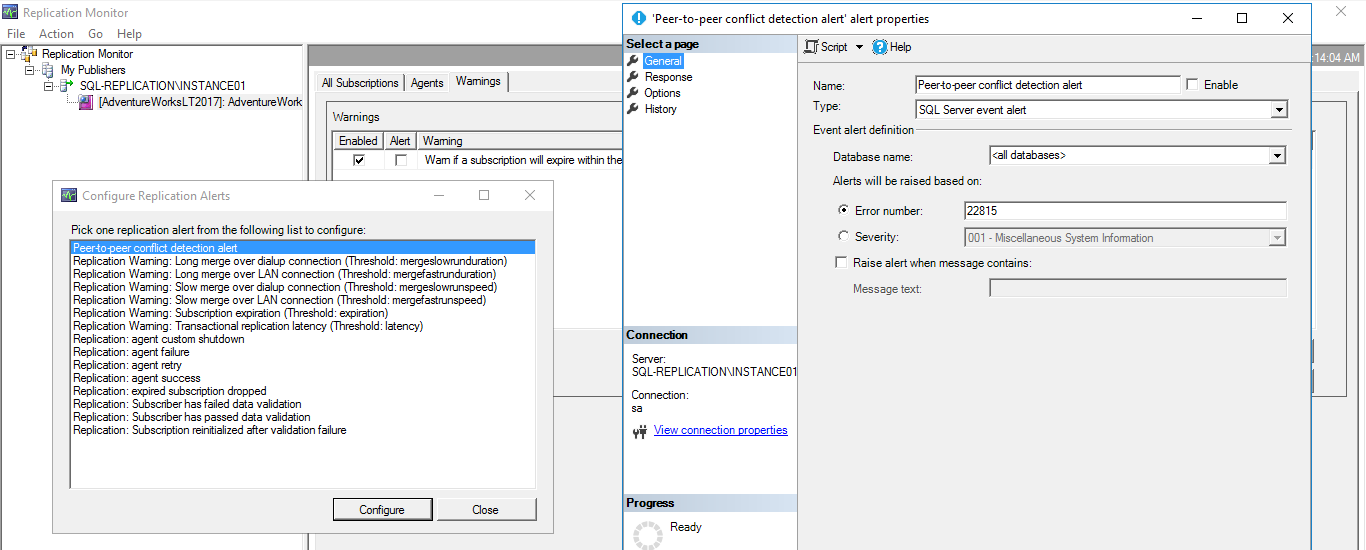 Replication Monitor
File Action Go Help
Replication Monitor
My Publishers
SQL-REPLICATION\INSTANCE01
[AdventureWorksLT2017]: AdventureWork
All Subscriptions Agents Warnings
Warnings
Enabled Alert Warning
Warn if a subscription will expire within the
Configure Replication Alerts
Pick one replication alert from the following list to configure:
Peer-to-peer conflict detection alert
Replication Warning: Long merge over dialup connection (Threshold: mergeslowrunduration)
Replication Warning: Long merge over LAN connection (Threshold: mergefastrunduration)
Replication Warning: Slow merge over dialup connection (Threshold: mergeslowrunspeed)
Replication Warning: Slow merge over LAN connection (Threshold: mergefastrunspeed)
Replication Warning: Subscription expiration (Threshold: expiration)
Replication Warning: Transactional replication latency (Threshold: latency)
Replication: agent custom shutdown
Replication: agent failure
Replication: agent retry
Replication: agent success
Replication: expired subscription dropped
Replication: Subscriber has failed data validation
Replication: Subscriber has passed data validation
Replication: Subscription reinitialized after validation failure
Configure Close
'Peer-to-peer conflict detection alert' alert properties
Select a page
General
Response
Options
History
Connection
Server:
SQL-REPLICATION\INSTANCE01
Connection:
sa
View connection properties
Progress
Ready
Script Help
Name: Peer-to-peer conflict detection alert Enable
Type: SQL Server event alert
Event alert definition
Database name: <all databases>
Alerts will be raised based on:
Error number: 22815
Severity: 001 - Miscellaneous System Information
Raise alert when message contains:
Message text:
:14:04 AM